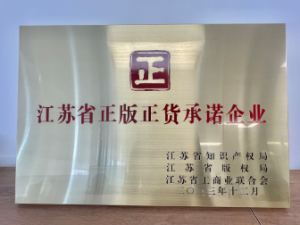 正
江苏省正版正货承诺企业
江苏省知识产权局
江苏省版权局
江苏省工商业联合会
二〇二三年十二月